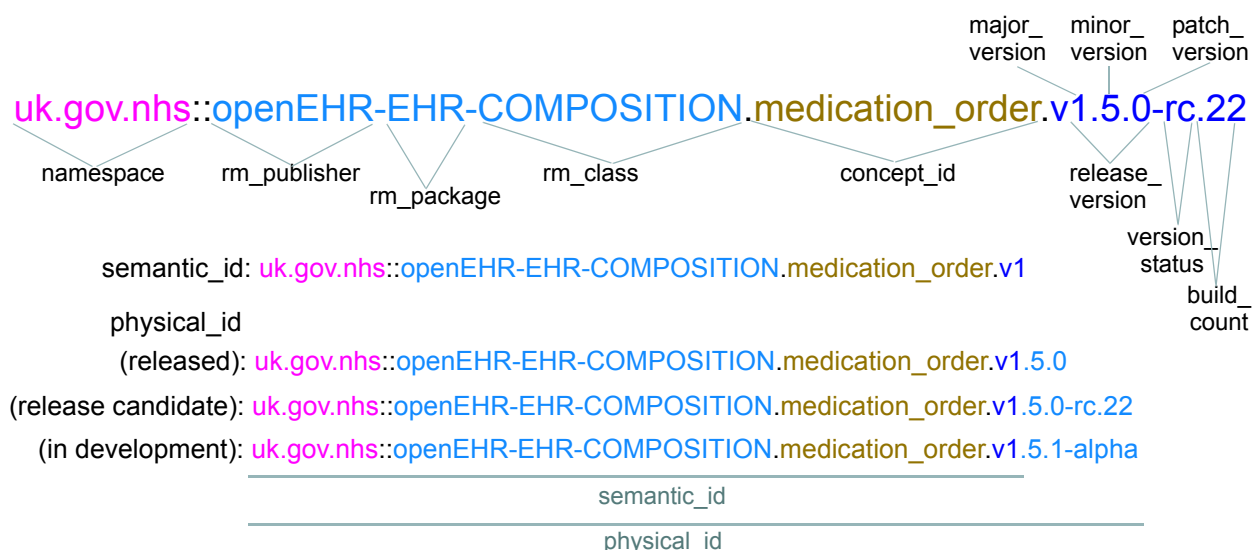 major_ minor_ patch_
version version version
uk.gov.nhs::openEHR-EHR-COMPOSITION.medication_order.v1.5.0-rc.22
namespace rm_publisher rm_package rm_class concept_id release_
version
version_
status
build_
count
semantic_id: uk.gov.nhs::openEHR-EHR-COMPOSITION.medication_order.v1
physical_id
(released): uk.gov.nhs::openEHR-EHR-COMPOSITION.medication_order.v1.5.0
(release candidate): uk.gov.nhs::openEHR-EHR-COMPOSITION.medication_order.v1.5.0-rc.22
(in development): uk.gov.nhs::openEHR-EHR-COMPOSITION.medication_order.v1.5.1-alpha
semantic_id
physical_id